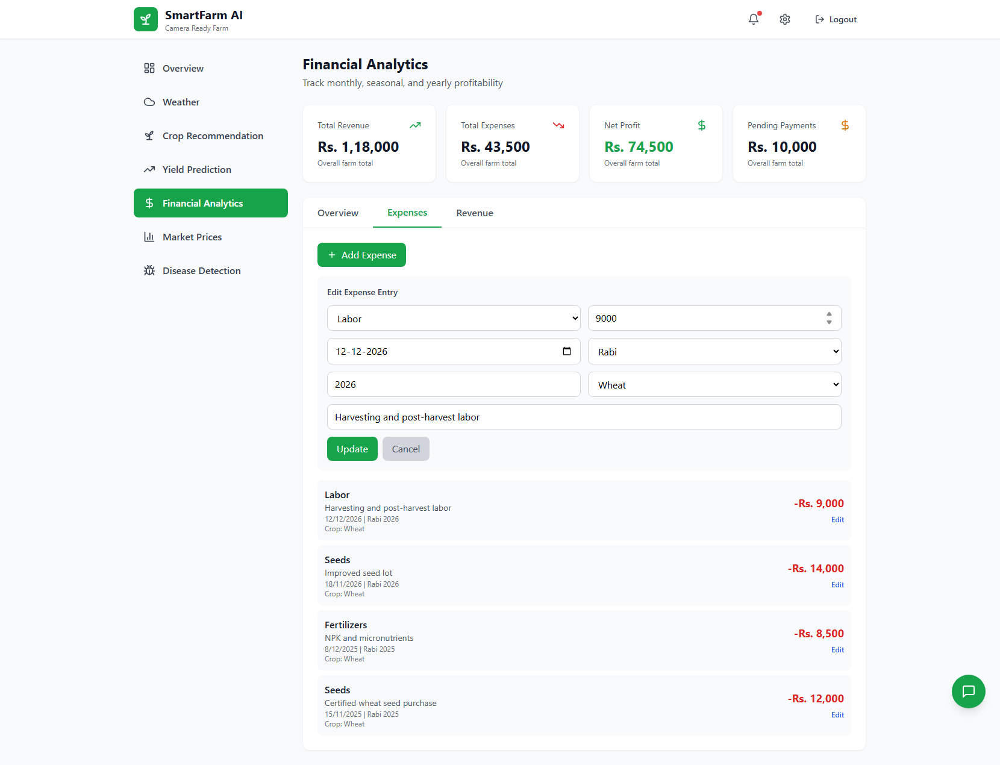 SmartFarm AI
Camera Ready Farm
Logout
Overview
Weather
Crop Recommendation
Yield Prediction
Financial Analytics
Market Prices
Disease Detection
Financial Analytics
Track monthly, seasonal, and yearly profitability
Total Revenue
Rs. 1,18,000
Overall farm total
Total Expenses
Rs. 43,500
Overall farm total
Net Profit
Rs. 74,500
Overall farm total
Pending Payments
Rs. 10,000
Overall farm total
Overview Expenses Revenue
+ Add Expense
Edit Expense Entry
Labor
9000
12-12-2026
Rabi
2026
Wheat
Harvesting and post-harvest labor
Update Cancel
Labor
Harvesting and post-harvest labor
12/12/2026 | Rabi 2026
Crop: Wheat
-Rs. 9,000
Edit
Seeds
Improved seed lot
18/11/2026 | Rabi 2026
Crop: Wheat
-Rs. 14,000
Edit
Fertilizers
NPK and micronutrients
8/12/2025 | Rabi 2025
Crop: Wheat
-Rs. 8,500
Edit
Seeds
Certified wheat seed purchase
15/11/2025 | Rabi 2025
Crop: Wheat
-Rs. 12,000
Edit